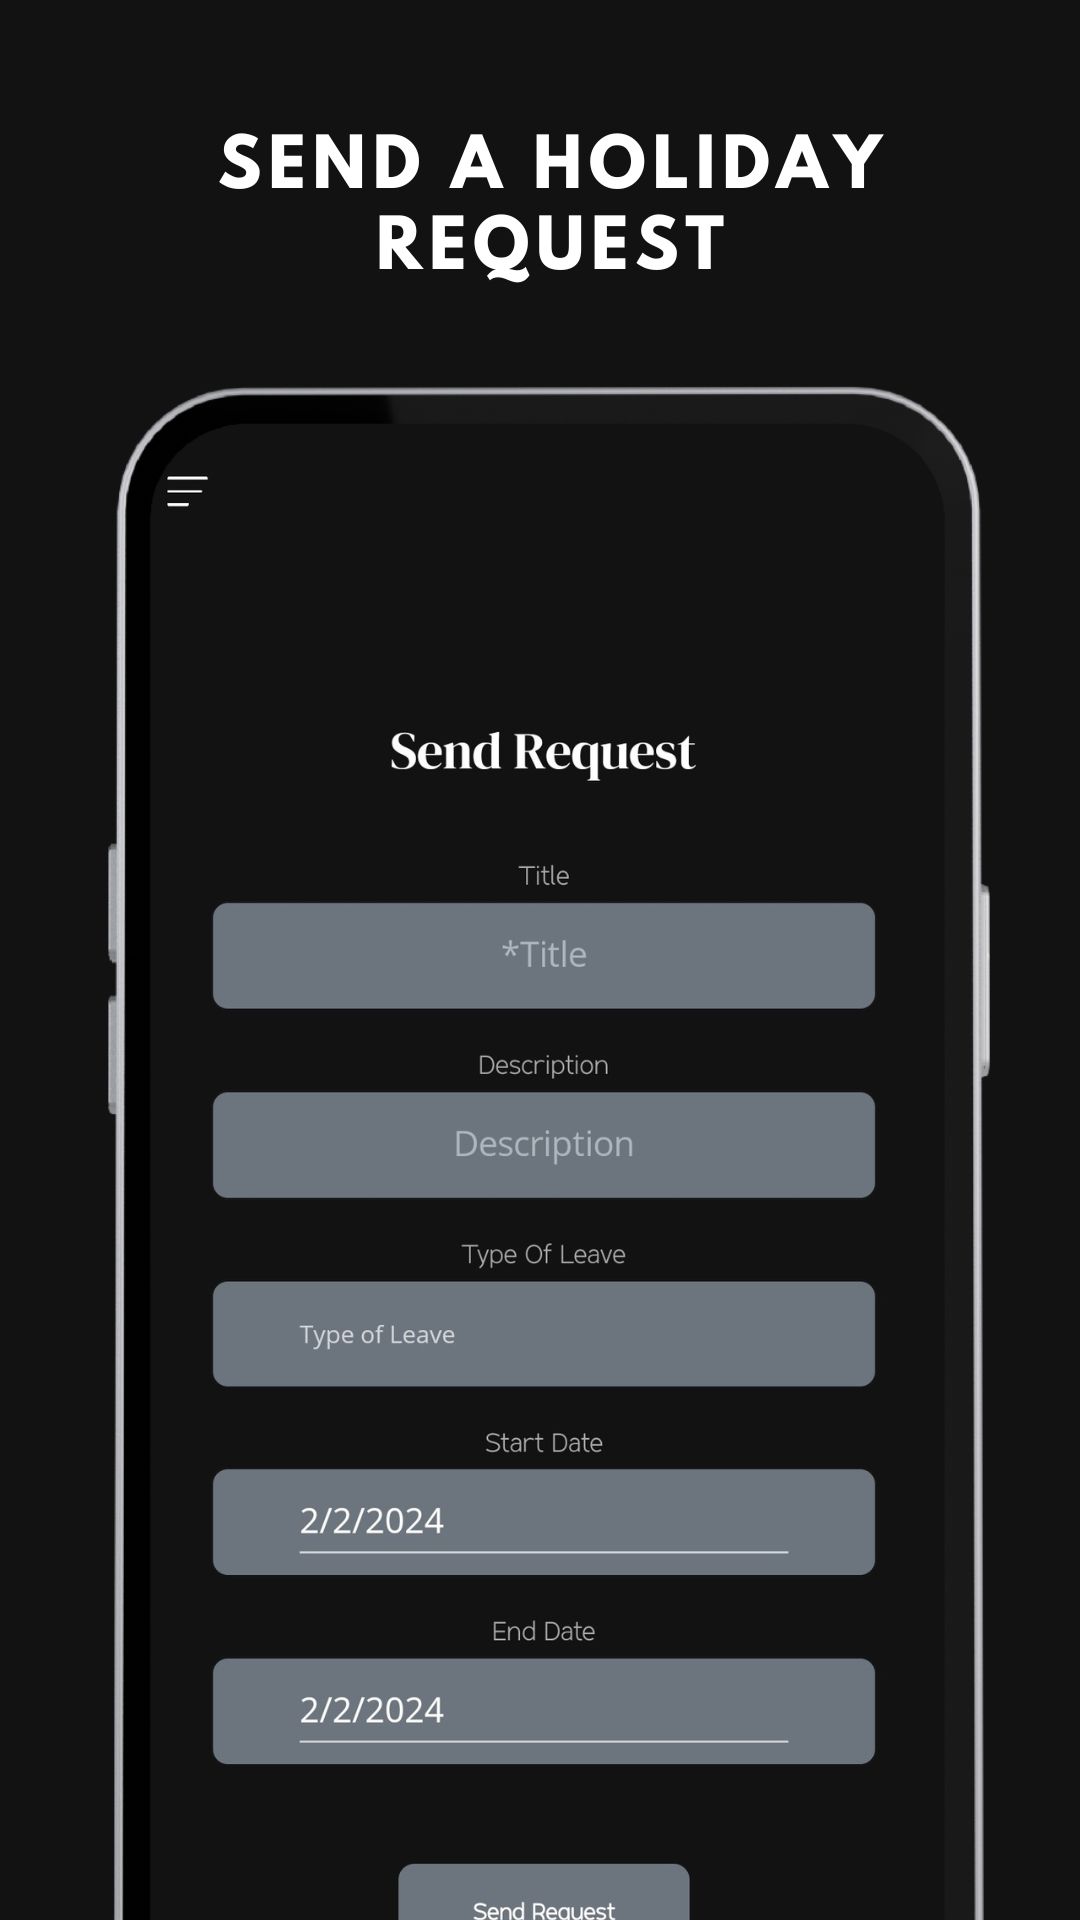 SEND A HOLIDAY
REQUEST
Send Request
Title
*Title
Description
Description
Type Of Leave
Type of Leave
Start Date
2/2/2024
End Date
2/2/2024
Send Request